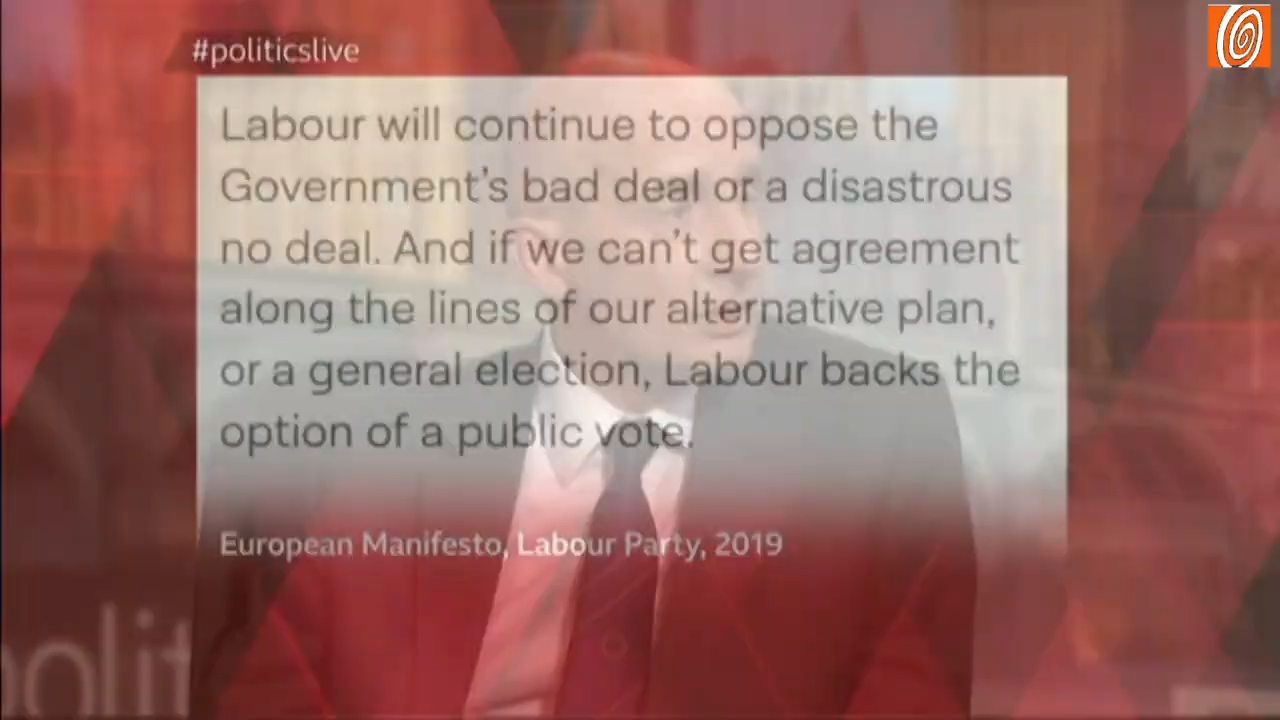 #politicslive
Labour will continue to oppose the
Government's bad deal or a disastrous
no deal. And if we can't get agreement
along the lines of our alternative plan,
or a general election, Labour backs the
option of a public vote.
European Manifesto, Labour Party, 2019
polit